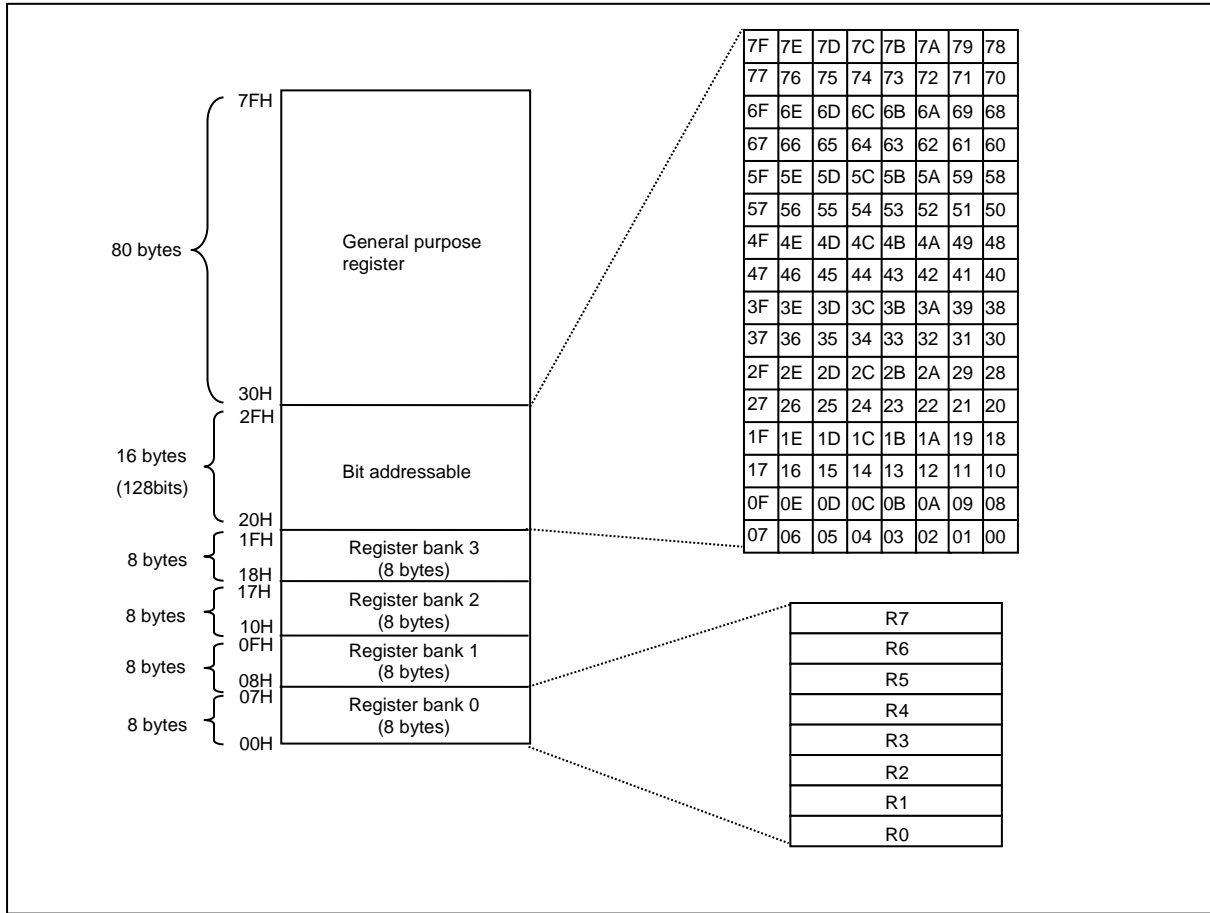 7FH
80 bytes
General purpose
register
30H
2FH
16 bytes
(128bits)
Bit addressable
20H
1FH
8 bytes
Register bank 3
(8 bytes)
18H
17H
8 bytes
Register bank 2
(8 bytes)
10H
0FH
8 bytes
Register bank 1
(8 bytes)
08H
07H
8 bytes
Register bank 0
(8 bytes)
00H
7F 7E 7D 7C 7B 7A 79 78
77 76 75 74 73 72 71 70
6F 6E 6D 6C 6B 6A 69 68
67 66 65 64 63 62 61 60
5F 5E 5D 5C 5B 5A 59 58
57 56 55 54 53 52 51 50
4F 4E 4D 4C 4B 4A 49 48
47 46 45 44 43 42 41 40
3F 3E 3D 3C 3B 3A 39 38
37 36 35 34 33 32 31 30
2F 2E 2D 2C 2B 2A 29 28
27 26 25 24 23 22 21 20
1F 1E 1D 1C 1B 1A 19 18
17 16 15 14 13 12 11 10
0F 0E 0D 0C 0B 0A 09 08
07 06 05 04 03 02 01 00
R7
R6
R5
R4
R3
R2
R1
R0